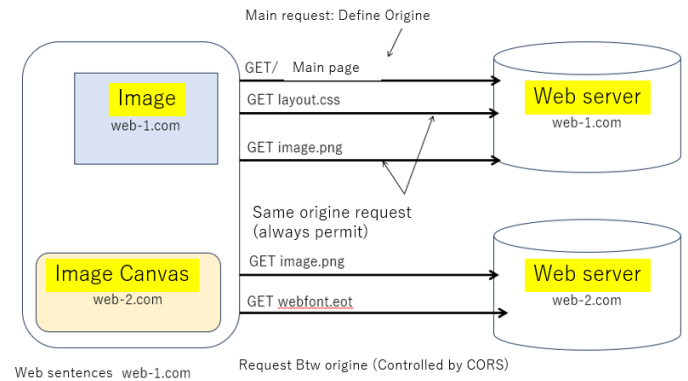 Main request: Define Origine
GET/ Main page
Image
web-1.com
GET layout.css
Web server
web-1.com
GET image.png
Same origine request
(always permit)
Image Canvas
web-2.com
GET image.png
GET webfont.eot
Web server
web-2.com
Web sentences web-1.com
Request Btw origine (Controlled by CORS)